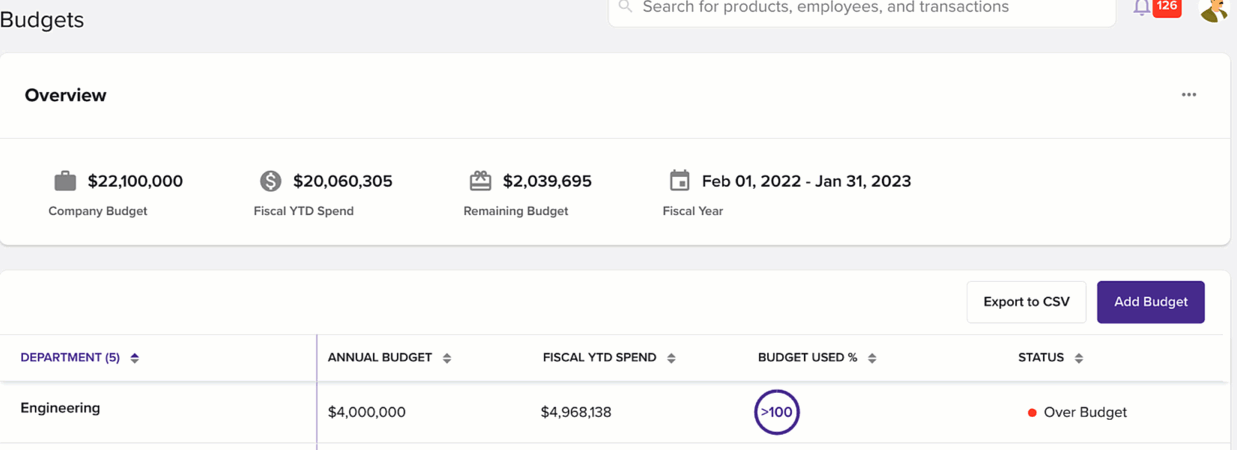 Budgets
Search for products, employees, and transactions
126
Overview
$22,100,000
Company Budget
$20,060,305
Fiscal YTD Spend
$2,039,695
Remaining Budget
Feb 01, 2022 - Jan 31, 2023
Fiscal Year
Export to CSV
Add Budget
DEPARTMENT (5) ANNUAL BUDGET FISCAL YTD SPEND BUDGET USED % STATUS
Engineering $4,000,000 $4,968,138 >100 Over Budget